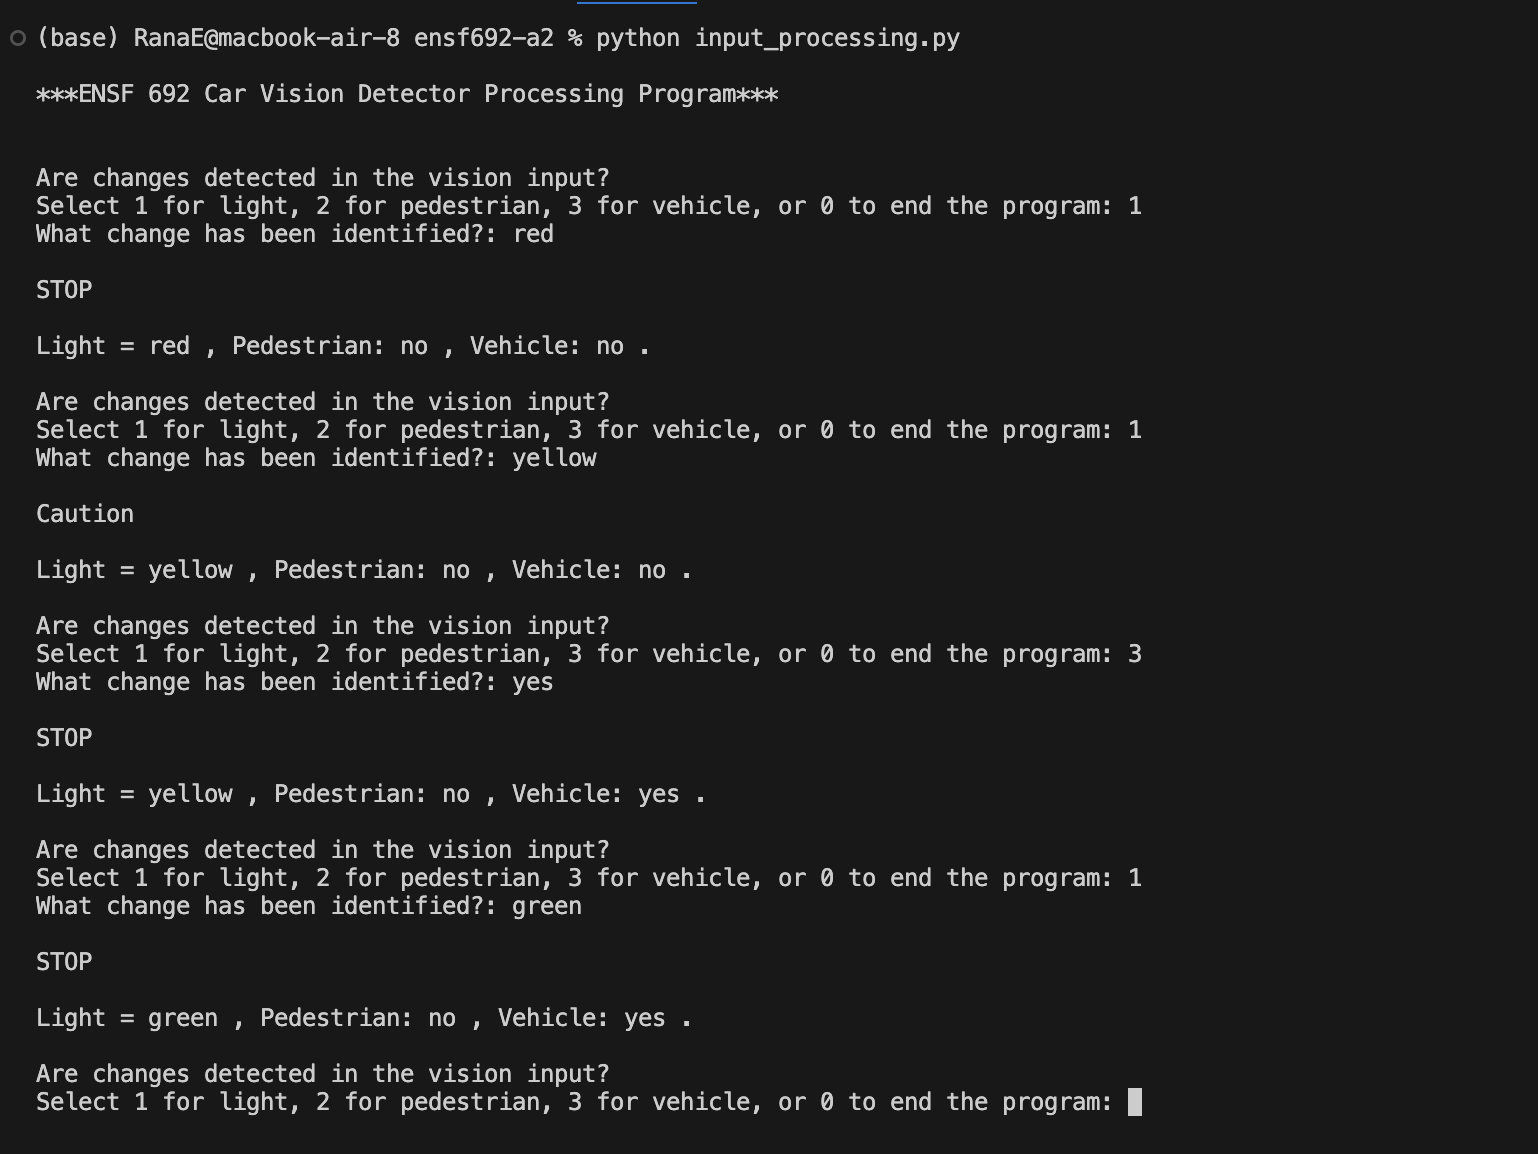 (base) RanaE@macbook-air-8 ensf692-a2 % python input_processing.py
***ENSF 692 Car Vision Detector Processing Program***
Are changes detected in the vision input?
Select 1 for light, 2 for pedestrian, 3 for vehicle, or 0 to end the program: 1
What change has been identified?: red
STOP
Light = red , Pedestrian: no , Vehicle: no .
Are changes detected in the vision input?
Select 1 for light, 2 for pedestrian, 3 for vehicle, or 0 to end the program: 1
What change has been identified?: yellow
Caution
Light = yellow , Pedestrian: no , Vehicle: no .
Are changes detected in the vision input?
Select 1 for light, 2 for pedestrian, 3 for vehicle, or 0 to end the program: 3
What change has been identified?: yes
STOP
Light = yellow , Pedestrian: no , Vehicle: yes .
Are changes detected in the vision input?
Select 1 for light, 2 for pedestrian, 3 for vehicle, or 0 to end the program: 1
What change has been identified?: green
STOP
Light = green , Pedestrian: no , Vehicle: yes .
Are changes detected in the vision input?
Select 1 for light, 2 for pedestrian, 3 for vehicle, or 0 to end the program: